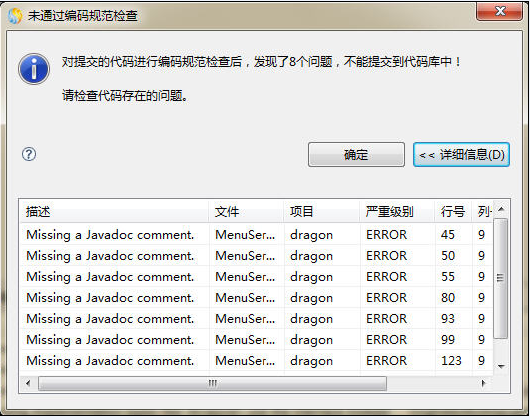 未通过编码规范检查
对提交的代码进行编码规范检查后，发现了8个问题，不能提交到代码库中！
请检查代码存在的问题。
确定 << 详细信息(D)
描述 文件 项目 严重级别 行号 列
Missing a Javadoc comment. MenuSer... dragon ERROR 45 9
Missing a Javadoc comment. MenuSer... dragon ERROR 50 9
Missing a Javadoc comment. MenuSer... dragon ERROR 55 9
Missing a Javadoc comment. MenuSer... dragon ERROR 80 9
Missing a Javadoc comment. MenuSer... dragon ERROR 93 9
Missing a Javadoc comment. MenuSer... dragon ERROR 99 9
Missing a Javadoc comment. MenuSer... dragon ERROR 123 9